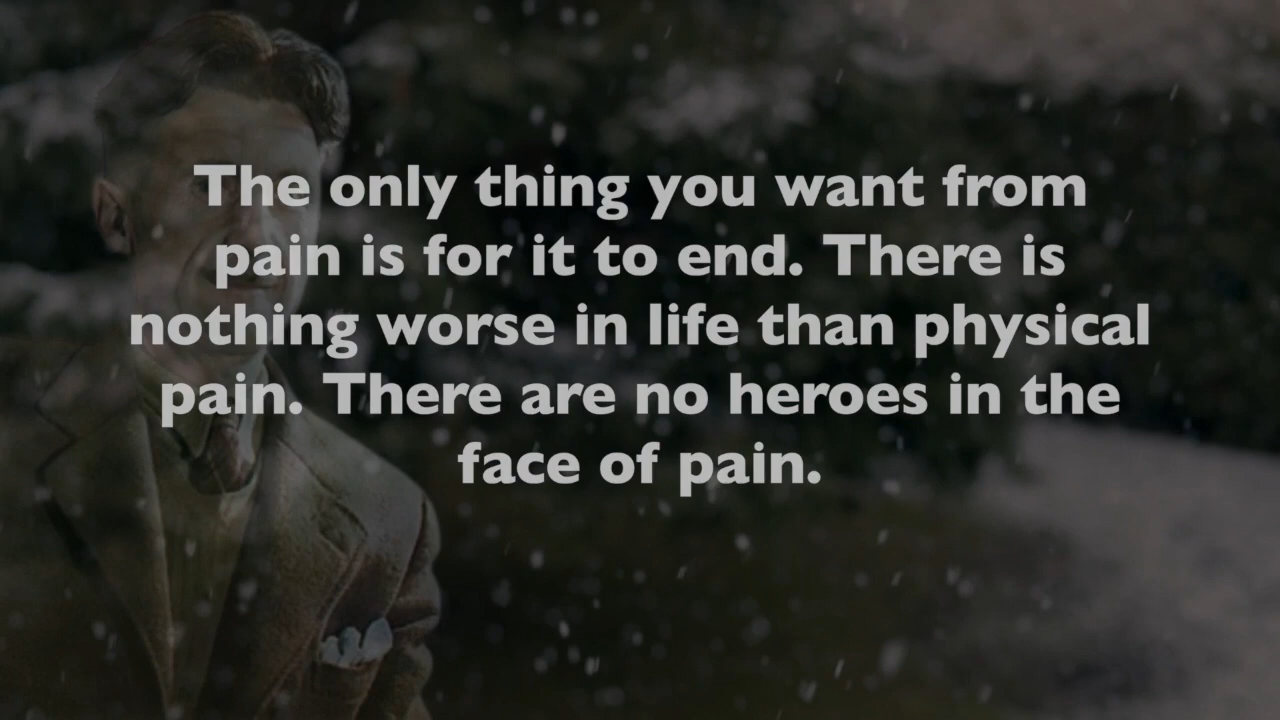 The only thing you want from
pain is for it to end. There is
nothing worse in life than physical
pain. There are no heroes in the
face of pain.